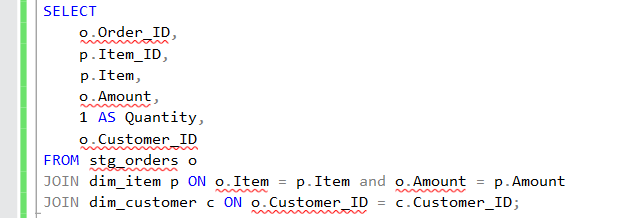 SELECT
o.Order_ID,
p.Item_ID,
p.Item,
o.Amount,
1 AS Quantity,
o.Customer_ID
FROM stg_orders o
JOIN dim_item p ON o.Item = p.Item and o.Amount = p.Amount
JOIN dim_customer c ON o.Customer_ID = c.Customer_ID;